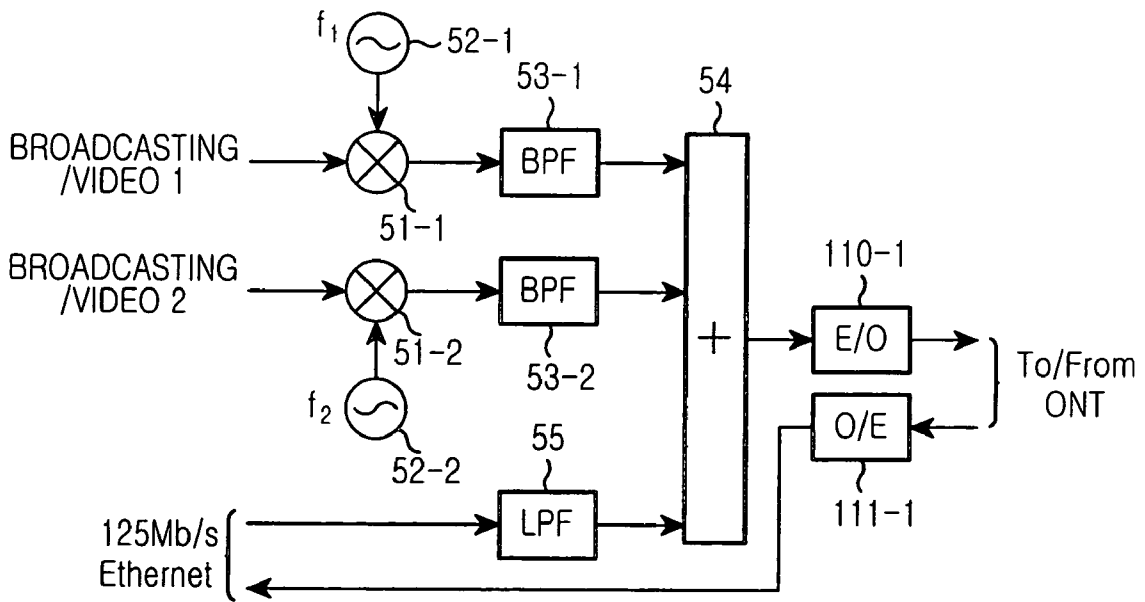 f1
52-1
53-1
54
BROADCASTING
/VIDEO 1
BPF
51-1
BROADCASTING
/VIDEO 2
BPF
110-1
51-2
53-2
+
E/O
To/From
ONT
f2
52-2
55
O/E
111-1
125Mb/s
Ethernet
LPF